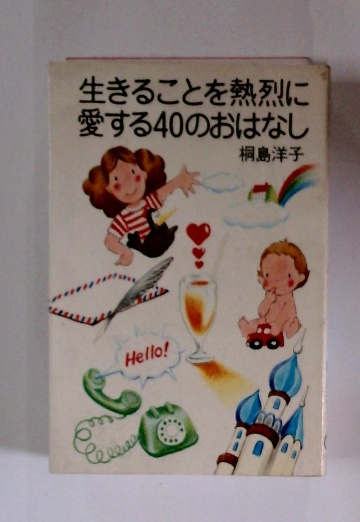 生きることを熱烈に
愛する40のおはなし
桐島洋子
Hello!